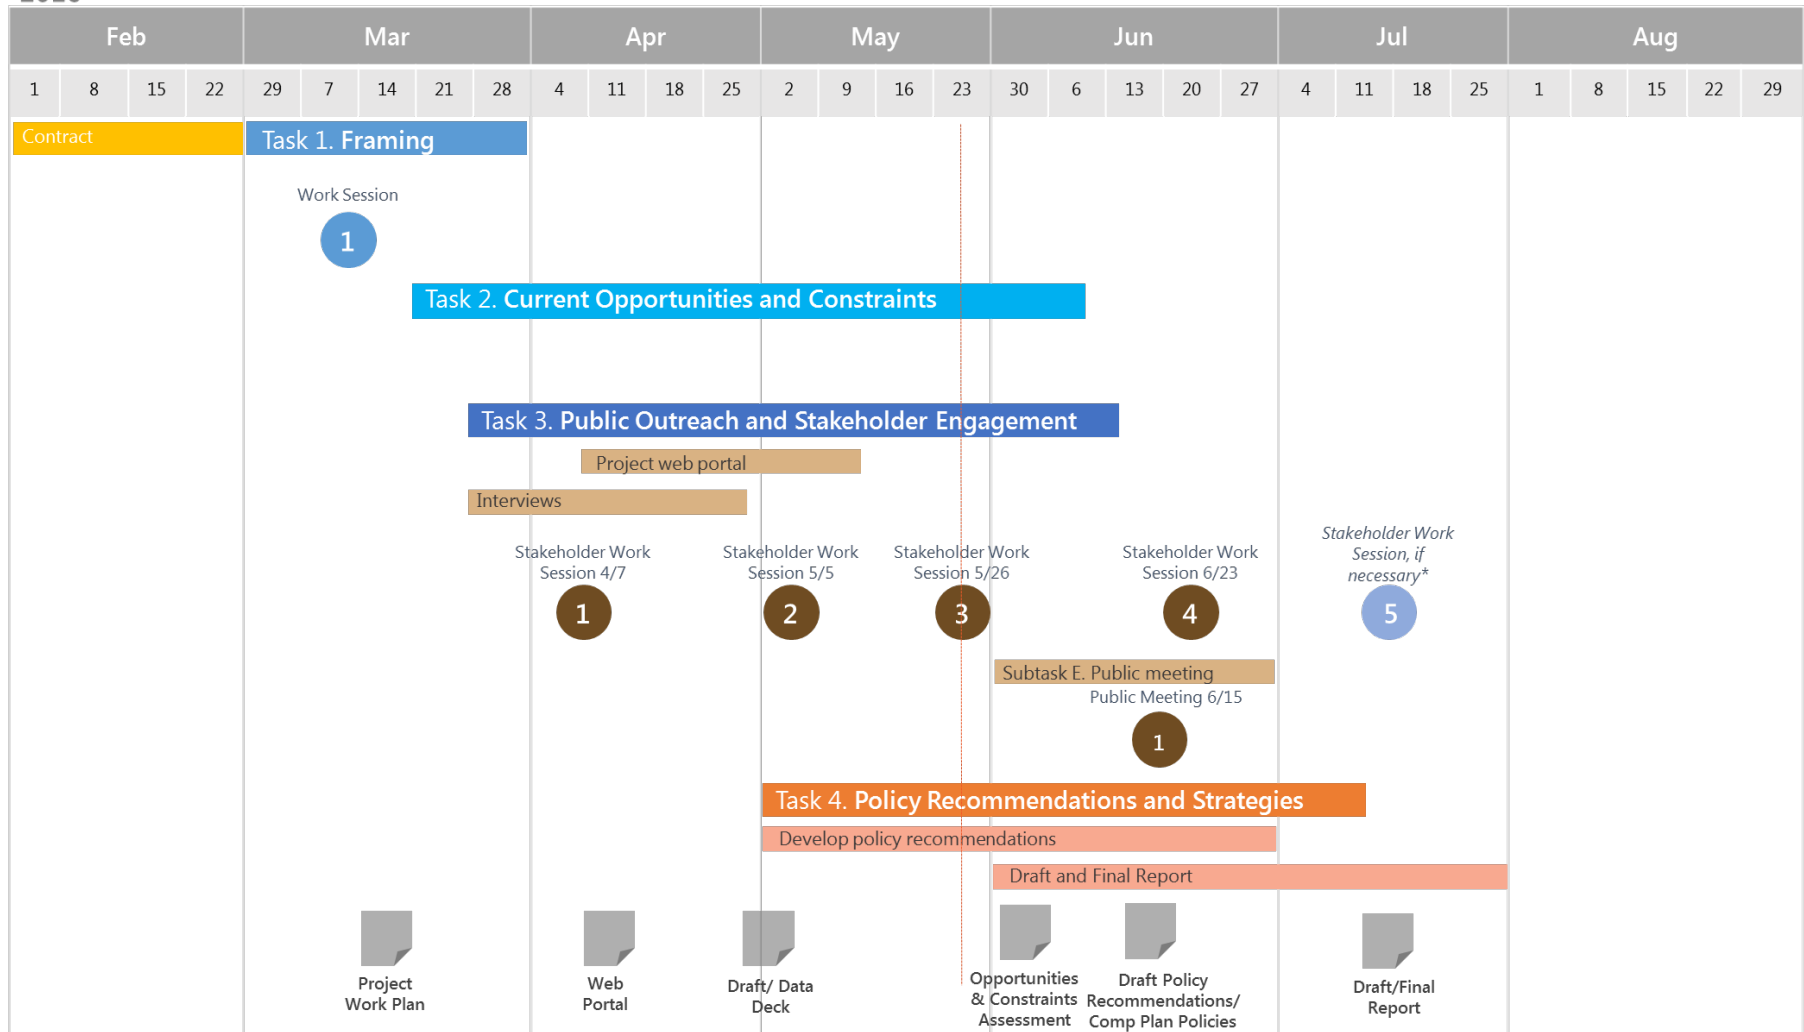 Feb Mar Apr May Jun Jul Aug
1 8 15 22 29 7 14 21 28 4 11 18 25 2 9 16 23 30 6 13 20 27 4 11 18 25 1 8 15 22 29
Contract
Task 1. Framing
Work Session
1
Task 2. Current Opportunities and Constraints
Task 3. Public Outreach and Stakeholder Engagement
Project web portal
Interviews
Stakeholder Work
Session 4/7
1
Stakeholder Work
Session 5/5
2
Stakeholder Work
Session 5/26
3
Stakeholder Work
Session 6/23
4
Stakeholder Work
Session, if
necessary*
5
Subtask E. Public meeting
Public Meeting 6/15
1
Task 4. Policy Recommendations and Strategies
Develop policy recommendations
Draft and Final Report
Project
Work Plan
Web
Portal
Draft/ Data
Deck
Opportunities
& Constraints
Assessment
Draft Policy
Recommendations/
Comp Plan Policies
Draft/Final
Report